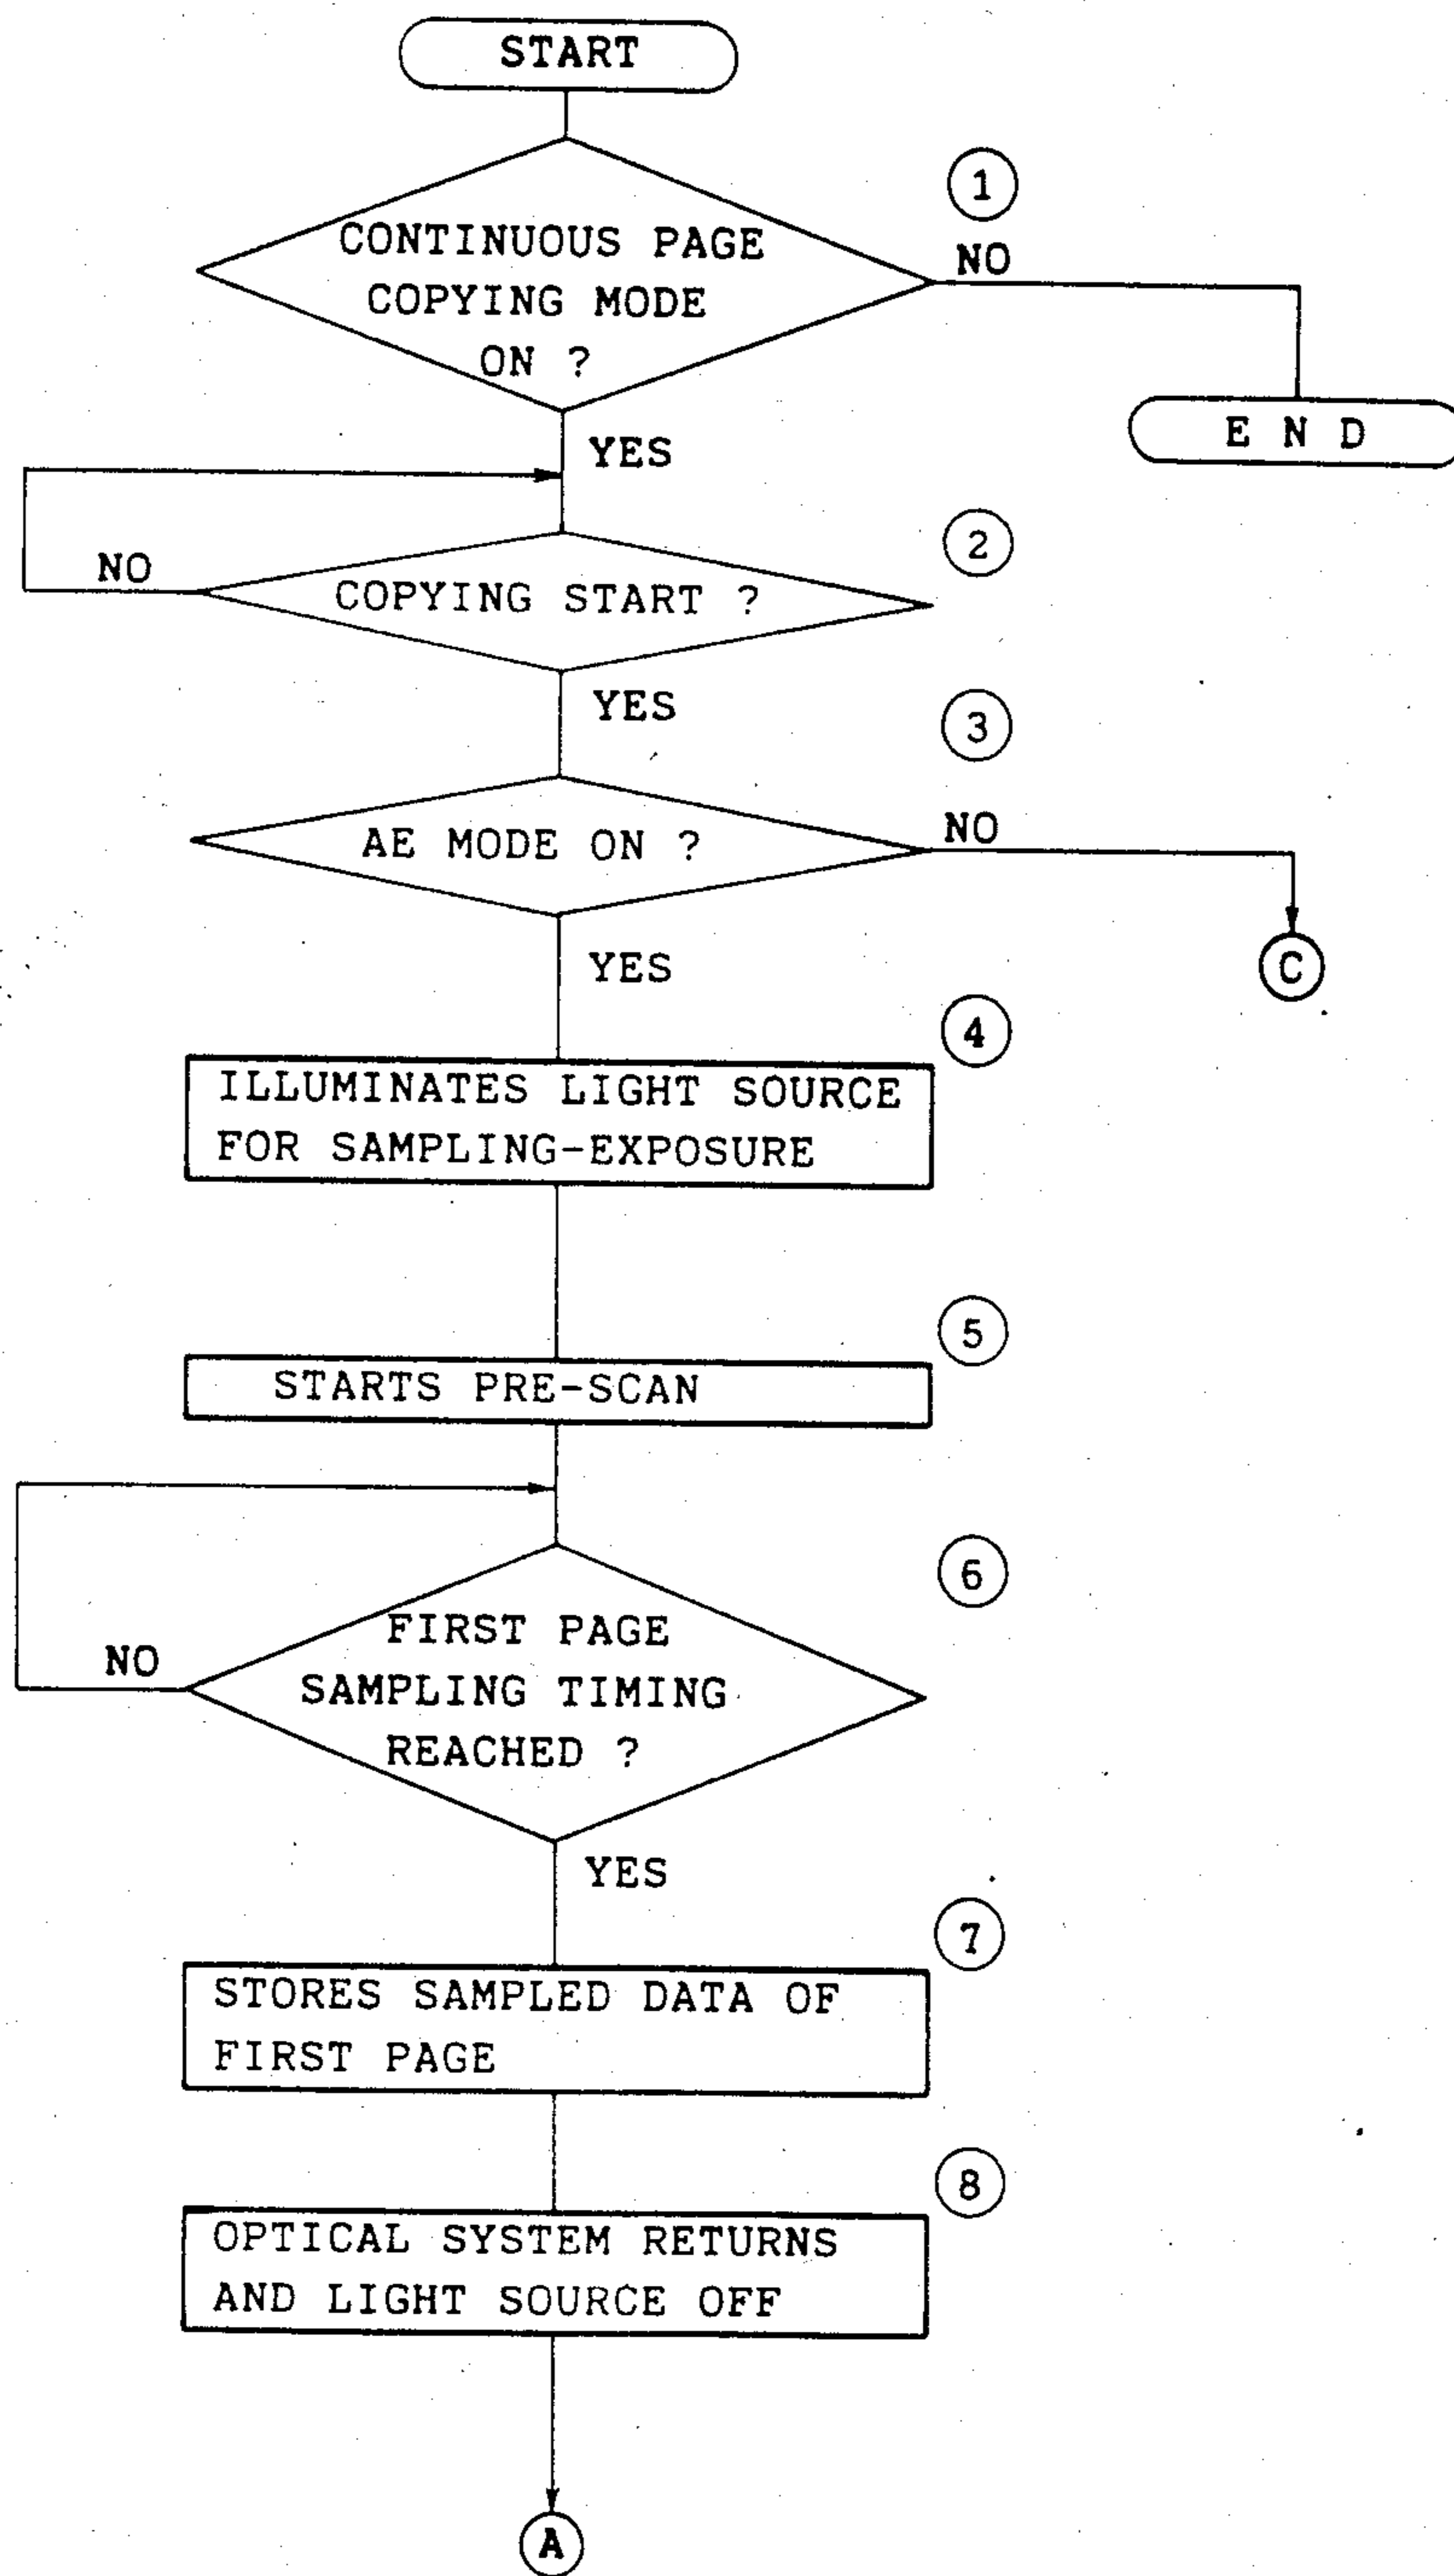 START
1
CONTINUOUS PAGE
COPYING MODE
ON ?
NO
E N D
YES
2
NO
COPYING START ?
YES
3
AE MODE ON ?
NO
C
YES
4
ILLUMINATES LIGHT SOURCE
FOR SAMPLING-EXPOSURE
5
STARTS PRE-SCAN
6
FIRST PAGE
NO
SAMPLING TIMING
REACHED ?
YES
7
STORES SAMPLED DATA OF
FIRST PAGE
8
OPTICAL SYSTEM RETURNS
AND LIGHT SOURCE OFF
A